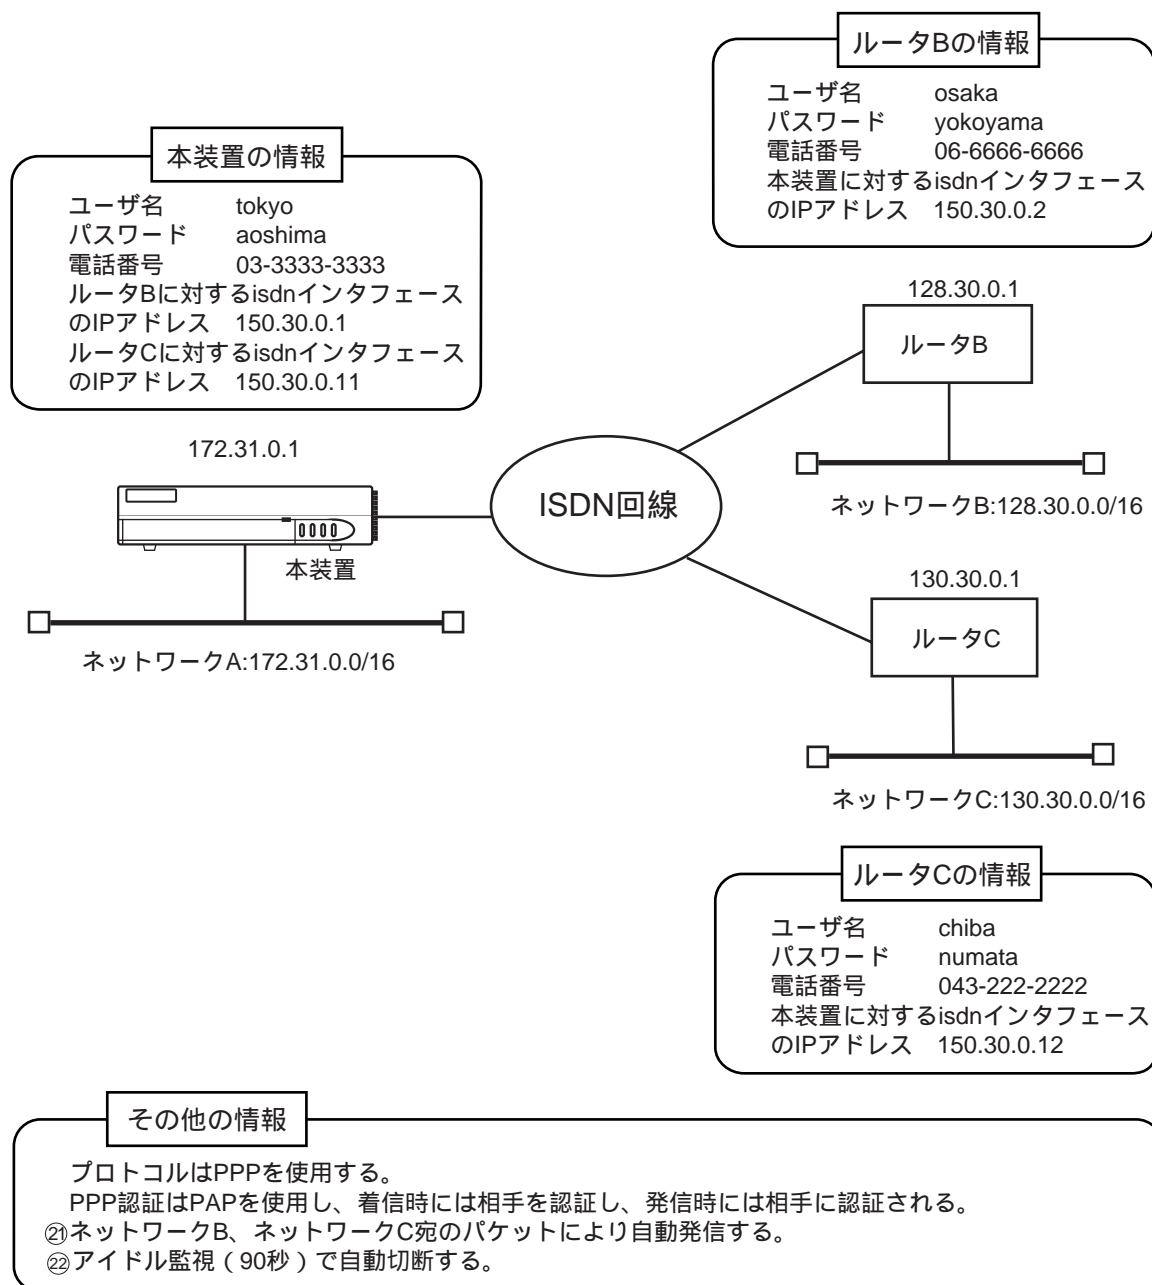 ルータBの情報
ユーザ名 osaka
パスワード yokoyama
電話番号 06-6666-6666
本装置に対するisdnインタフェース
のIPアドレス 150.30.0.2
本装置の情報
ユーザ名 tokyo
パスワード aoshima
電話番号 03-3333-3333
ルータBに対するisdnインタフェース
のIPアドレス 150.30.0.1
ルータCに対するisdnインタフェース
のIPアドレス 150.30.0.11
128.30.0.1
ルータB
172.31.0.1
ISDN回線
ネットワークB:128.30.0.0/16
本装置
130.30.0.1
ルータC
ネットワークA:172.31.0.0/16
ネットワークC:130.30.0.0/16
ルータCの情報
ユーザ名 chiba
パスワード numata
電話番号 043-222-2222
本装置に対するisdnインタフェース
のIPアドレス 150.30.0.12
その他の情報
プロトコルはPPPを使用する。
PPP認証はPAPを使用し、着信時には相手を認証し、発信時には相手に認証される。
㉑ネットワークB、ネットワークC宛のパケットにより自動発信する。
㉒アイドル監視（90秒）で自動切断する。